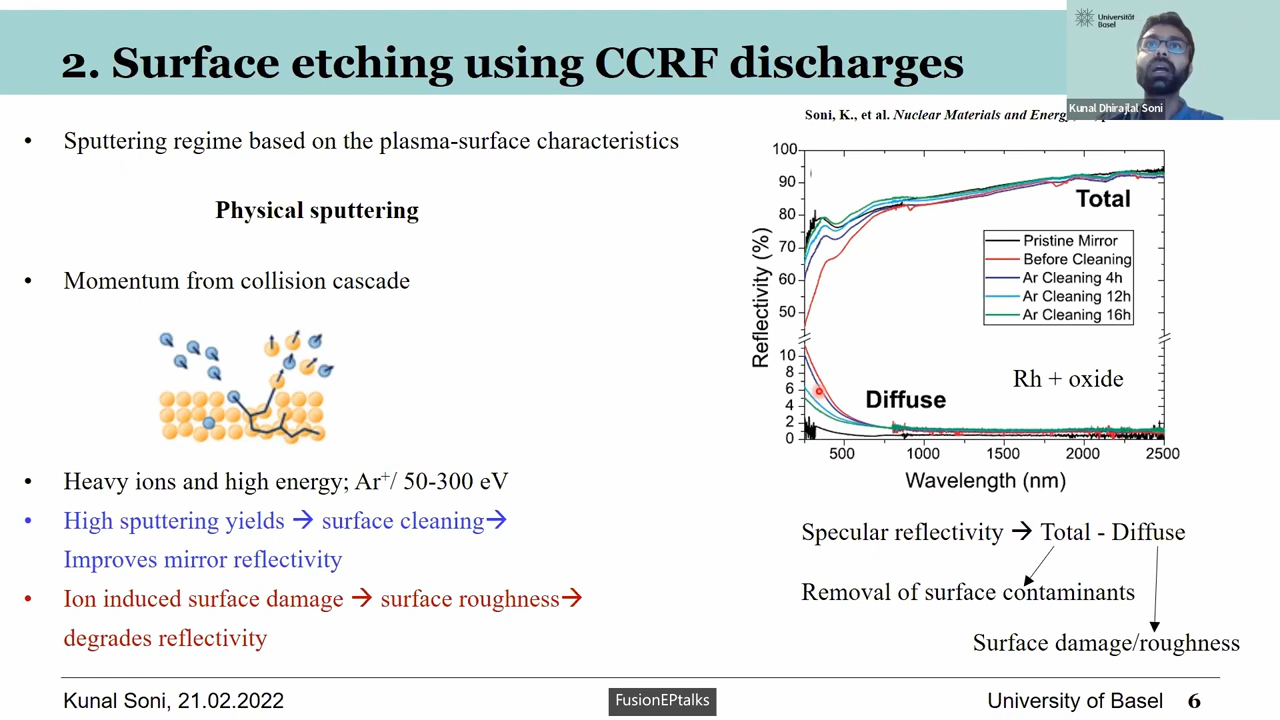 2. Surface etching using CCRF discharges
Universität
Basel
Kunal Dhirajlal Soni
• Sputtering regime based on the plasma-surface characteristics
Physical sputtering
• Momentum from collision cascade
• Heavy ions and high energy; Ar⁺/ 50-300 eV
• High sputtering yields → surface cleaning→
Improves mirror reflectivity
• Ion induced surface damage → surface roughness→
degrades reflectivity
Soni, K., et al. Nuclear Materials and Energy
100
90
80
70
60
50
10
8
6
4
2
0
Reflectivity (%)
Total
Pristine Mirror
Before Cleaning
Ar Cleaning 4h
Ar Cleaning 12h
Ar Cleaning 16h
Rh + oxide
Diffuse
500 1000 1500 2000 2500
Wavelength (nm)
Specular reflectivity → Total - Diffuse
Removal of surface contaminants
Surface damage/roughness
Kunal Soni, 21.02.2022
FusionEPtalks
University of Basel 6